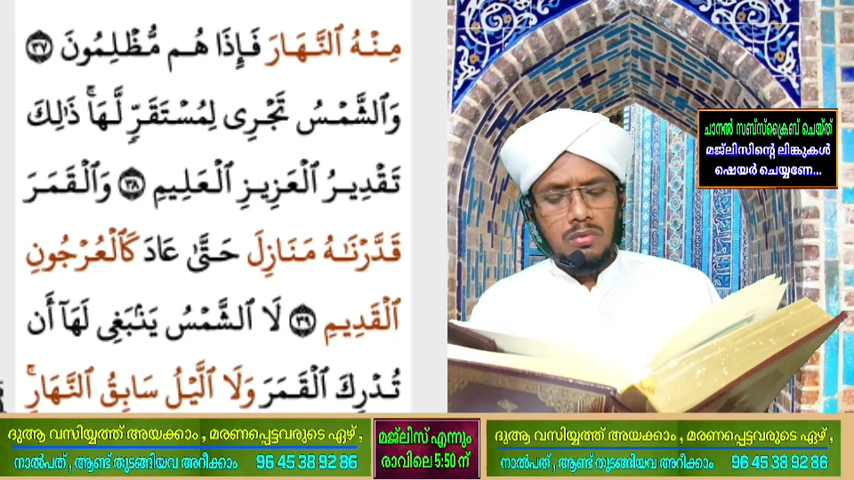 مِنْهُ ٱلنَّهَارَ فَإِذَا هُم مُّظْلِمُونَ ٣٧
وَٱلشَّمْسُ تَجْرِى لِمُسْتَقَرٍّ لَّهَا ۚ ذَٰلِكَ
تَقْدِيرُ ٱلْعَزِيزِ ٱلْعَلِيمِ ٣٨ وَٱلْقَمَرَ
قَدَّرْنَٰهُ مَنَازِلَ حَتَّىٰ عَادَ كَٱلْعُرْجُونِ
ٱلْقَدِيمِ ٣٩ لَا ٱلشَّمْسُ يَنۢبَغِى لَهَآ أَن
تُدْرِكَ ٱلْقَمَرَ وَلَا ٱلَّيْلُ سَابِقُ ٱلنَّهَارِ ۚ
ചാനൽ സബ്സ്ക്രൈബ് ചെയ്ത്
മജ്ലിസിന്റെ ലിങ്കുകൾ
ഷെയർ ചെയ്യണേ...
ദുആ വസിയ്യത്ത് അയക്കാം , മരണപ്പെട്ടവരുടെ ഏഴ് ,
നാൽപത് , ആണ്ട് തുടങ്ങിയവ അറീക്കാം 96 45 38 92 86
മജ്ലിസ് എന്നും
രാവിലെ 5:50 ന്
ദുആ വസിയ്യത്ത് അയക്കാം , മരണപ്പെട്ടവരുടെ ഏഴ് ,
നാൽപത് , ആണ്ട് തുടങ്ങിയവ അറീക്കാം 96 45 38 92 86